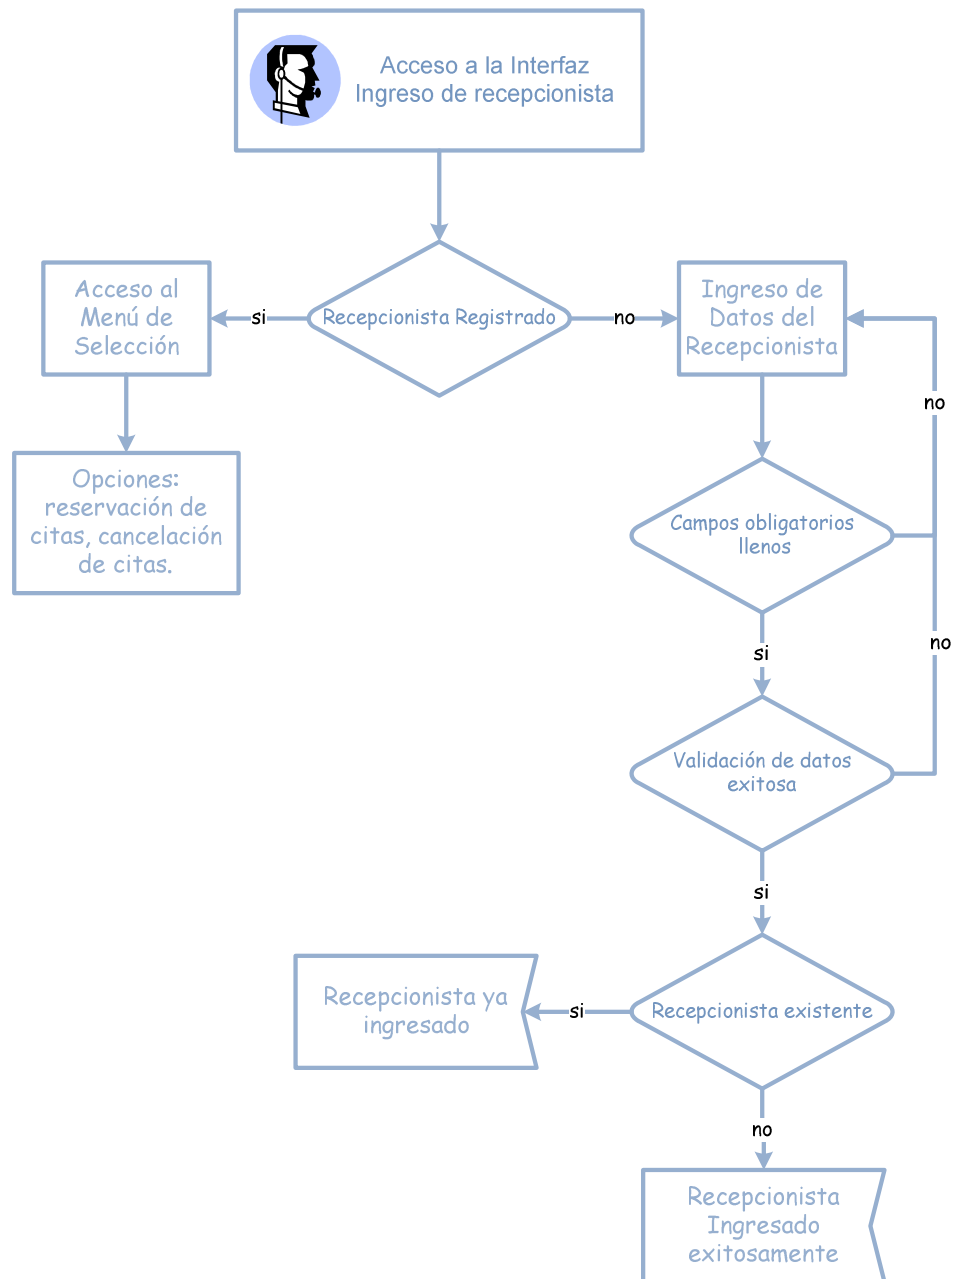 Acceso a la Interfaz
Ingreso de recepcionista
Acceso al
Menú de
Selección
si
Recepcionista Registrado
no
Ingreso de
Datos del
Recepcionista
no
Opciones:
reservación de
citas, cancelación
de citas.
Campos obligatorios
llenos
si
no
Validación de datos
exitosa
si
Recepcionista ya
ingresado
si
Recepcionista existente
no
Recepcionista
Ingresado
exitosamente